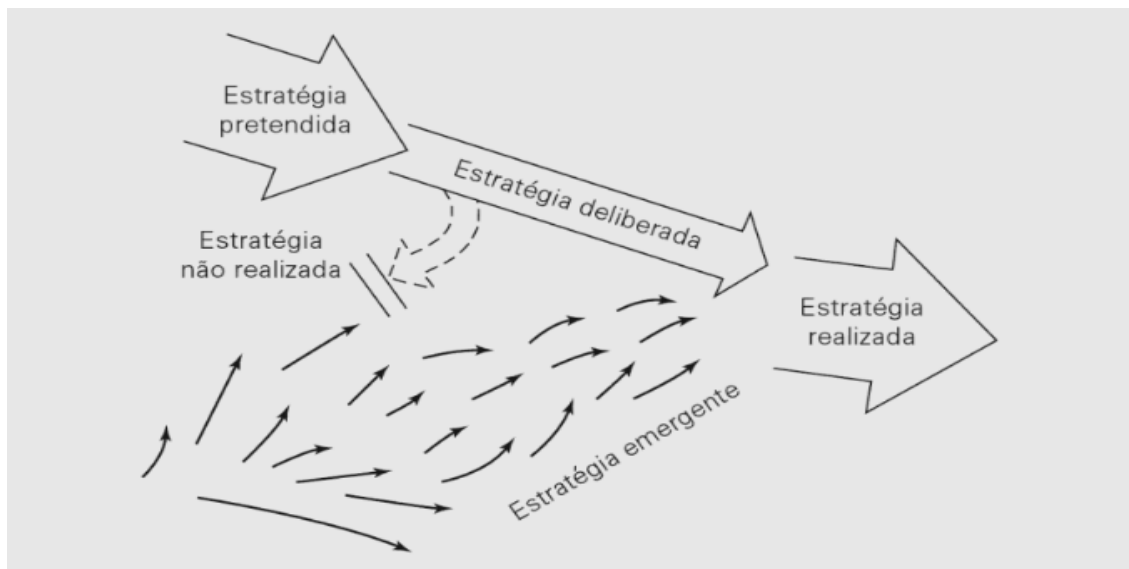 Estratégia
pretendida
Estratégia deliberada
Estratégia
não realizada
Estratégia
realizada
Estratégia emergente